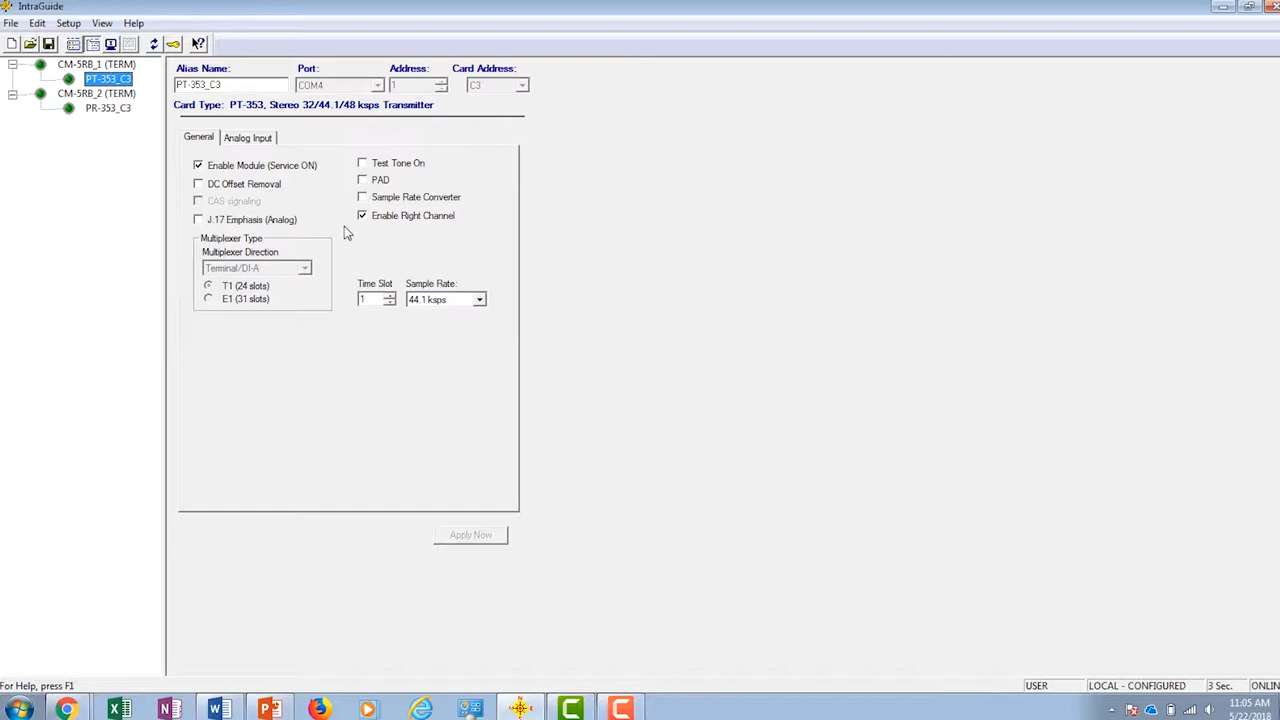 IntraGuide
File Edit Setup View Help
CM-5RB_1 (TERM)
PT-353_C3
CM-5RB_2 (TERM)
PR-353_C3
Alias Name: Port: Address: Card Address:
PT-353_C3 COM4 1 C3
Card Type: PT-353, Stereo 32/44.1/48 ksps Transmitter
General Analog Input
Enable Module (Service ON) Test Tone On
DC Offset Removal PAD
CAS signaling Sample Rate Converter
J.17 Emphasis (Analog) Enable Right Channel
Multiplexer Type
Multiplexer Direction
Terminal/DI-A
T1 (24 slots) Time Slot Sample Rate:
E1 (31 slots) 1 44.1 ksps
Apply Now
For Help, press F1 USER LOCAL - CONFIGURED 3 Sec. ONLIN
11:05 AM
5/22/2018